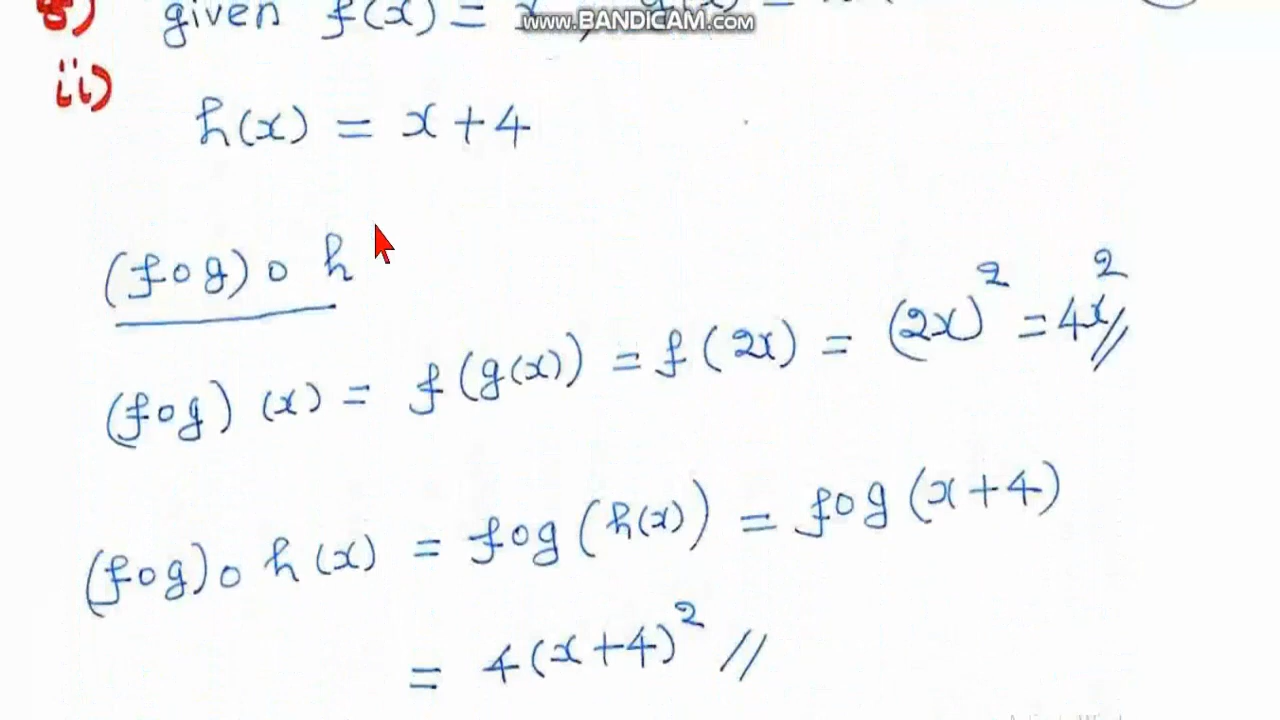 8) given f(x) = x
WWW.BANDICAM.COM
ii)
h(x) = x + 4
(fog) o h
(fog) (x) = f(g(x)) = f(2x) = (2x)² = 4x² //
(fog) o h(x) = fog(h(x)) = fog(x+4)
= 4(x+4)² //